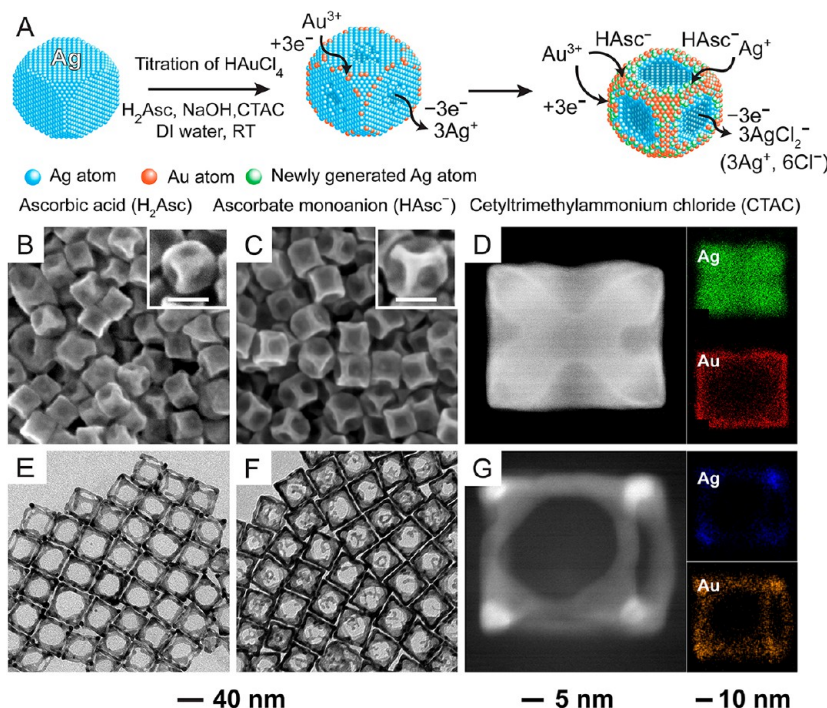 A
Ag
Titration of HAuCl₄
H₂Asc, NaOH,CTAC
DI water, RT
Au³⁺
+3e⁻
−3e⁻
3Ag⁺
Au³⁺
HAsc⁻
HAsc⁻
Ag⁺
+3e⁻
−3e⁻
3AgCl₂⁻
(3Ag⁺, 6Cl⁻)
Ag atom Au atom Newly generated Ag atom
Ascorbic acid (H₂Asc) Ascorbate monoanion (HAsc⁻) Cetyltrimethylammonium chloride (CTAC)
B
C
D
Ag
Au
E
F
G
Ag
Au
40 nm 5 nm 10 nm